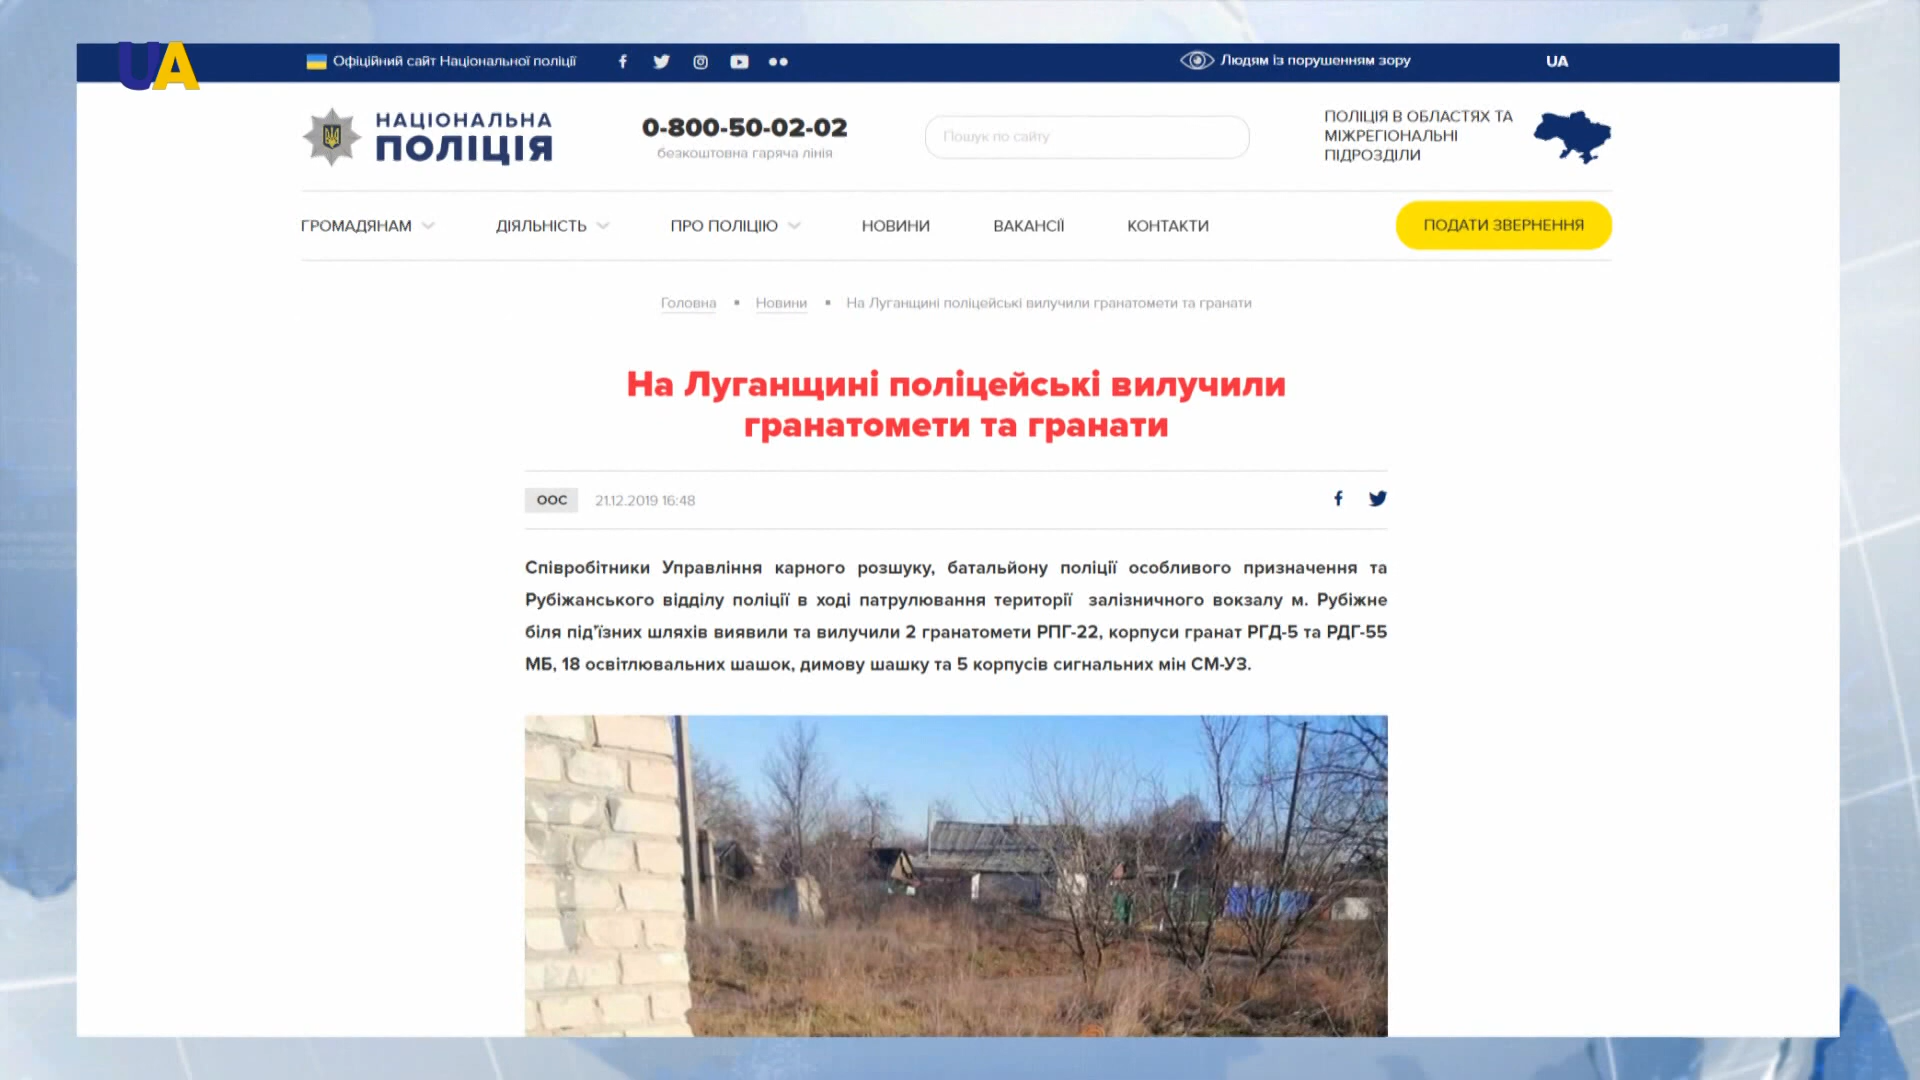 UA
Офіційний сайт Національної поліції
Людям із порушенням зору
UA
НАЦІОНАЛЬНА
ПОЛІЦІЯ
0-800-50-02-02
безкоштовна гаряча лінія
Пошук по сайту
ПОЛІЦІЯ В ОБЛАСТЯХ ТА
МІЖРЕГІОНАЛЬНІ
ПІДРОЗДІЛИ
ГРОМАДЯНАМ
ДІЯЛЬНІСТЬ
ПРО ПОЛІЦІЮ
НОВИНИ
ВАКАНСІЇ
КОНТАКТИ
ПОДАТИ ЗВЕРНЕННЯ
Головна ▪ Новини ▪ На Луганщині поліцейські вилучили гранатомети та гранати
На Луганщині поліцейські вилучили
гранатомети та гранати
ООС 21.12.2019 16:48
Співробітники Управління карного розшуку, батальйону поліції особливого призначення та
Рубіжанського відділу поліції в ході патрулювання території залізничного вокзалу м. Рубіжне
біля під'їзних шляхів виявили та вилучили 2 гранатомети РПГ-22, корпуси гранат РГД-5 та РДГ-55
МБ, 18 освітлювальних шашок, димову шашку та 5 корпусів сигнальних мін СМ-УЗ.